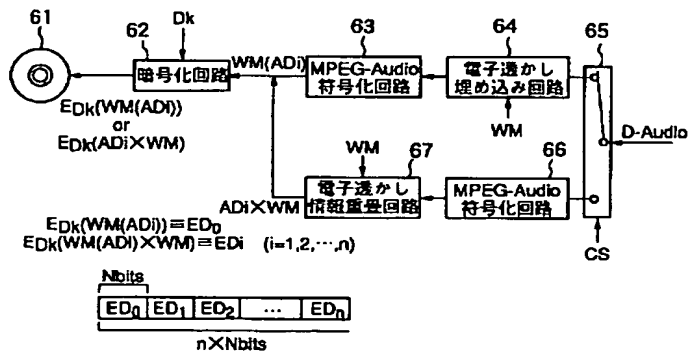 61
62
Dk
暗号化回路
WM(ADi)
63
MPEG-Audio
符号化回路
64
電子透かし
埋め込み回路
WM
65
D-Audio
CS
EDk(WM(ADi))
or
EDk(ADi×WM)
WM
67
電子透かし
情報重畳回路
ADi×WM
66
MPEG-Audio
符号化回路
EDk(WM(ADi))≡ED0
EDk(WM(ADi)×WM)≡EDi (i=1,2,⋯,n)
Nbits
ED0 ED1 ED2 ⋯ EDn
n×Nbits